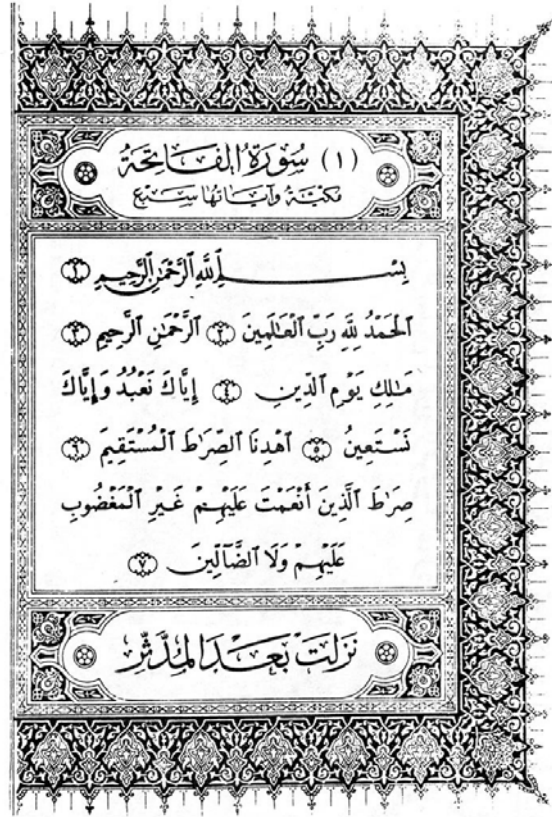 (١) سُورَةُ الفَاتِحَةُ
مَكِّيَّة وَآيَاتُهَا سَبْع
بِسْمِ ٱللَّهِ ٱلرَّحْمَٰنِ ٱلرَّحِيمِ ١
ٱلْحَمْدُ لِلَّهِ رَبِّ ٱلْعَٰلَمِينَ ٢ ٱلرَّحْمَٰنِ ٱلرَّحِيمِ ٣
مَٰلِكِ يَوْمِ ٱلدِّينِ ٤ إِيَّاكَ نَعْبُدُ وَإِيَّاكَ
نَسْتَعِينُ ٥ ٱهْدِنَا ٱلصِّرَٰطَ ٱلْمُسْتَقِيمَ ٦
صِرَٰطَ ٱلَّذِينَ أَنْعَمْتَ عَلَيْهِمْ غَيْرِ ٱلْمَغْضُوبِ
عَلَيْهِمْ وَلَا ٱلضَّآلِّينَ ٧
نَزَلَتْ بَعْدَ المُدَّثِّر